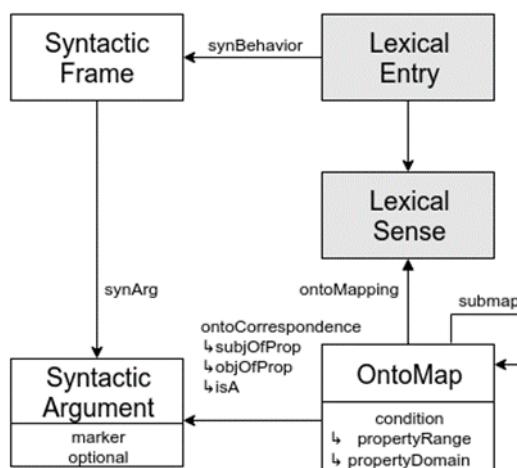 Syntactic
Frame
synBehavior
Lexical
Entry
Lexical
Sense
synArg
ontoMapping
submap
ontoCorrespondence
↳subjOfProp
↳objOfProp
↳isA
Syntactic
Argument
marker
optional
OntoMap
condition
↳ propertyRange
↳ propertyDomain